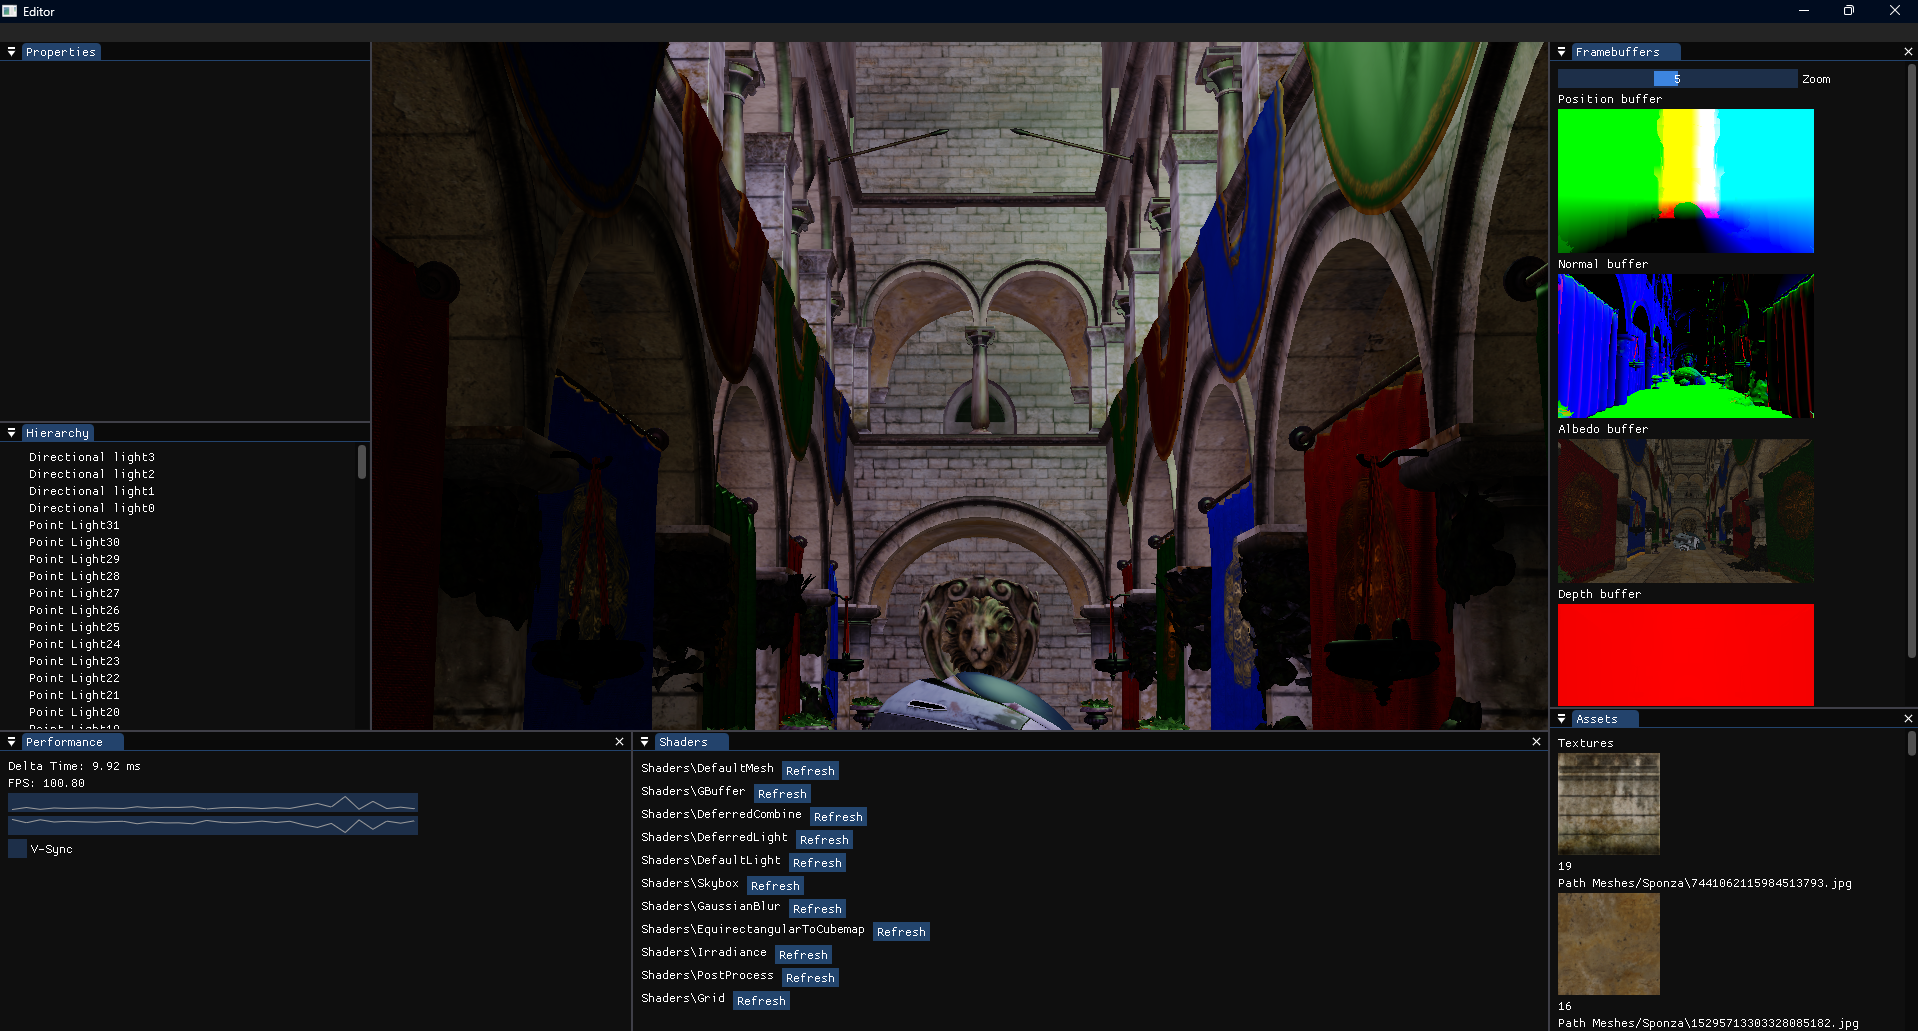 Editor
Properties
Hierarchy
Directional light3
Directional light2
Directional light1
Directional light0
Point Light31
Point Light30
Point Light29
Point Light28
Point Light27
Point Light26
Point Light25
Point Light24
Point Light23
Point Light22
Point Light21
Point Light20
Point Light19
Performance
Delta Time: 9.92 ms
FPS: 100.80
V-Sync
Shaders
Shaders\DefaultMesh Refresh
Shaders\GBuffer Refresh
Shaders\DeferredCombine Refresh
Shaders\DeferredLight Refresh
Shaders\DefaultLight Refresh
Shaders\Skybox Refresh
Shaders\GaussianBlur Refresh
Shaders\EquirectangularToCubemap Refresh
Shaders\Irradiance Refresh
Shaders\PostProcess Refresh
Shaders\Grid Refresh
Framebuffers
5 Zoom
Position buffer
Normal buffer
Albedo buffer
Depth buffer
Assets
Textures
19
Path Meshes/Sponza\7441062115984513793.jpg
16
Path Meshes/Sponza\15295713303328085182.jpg